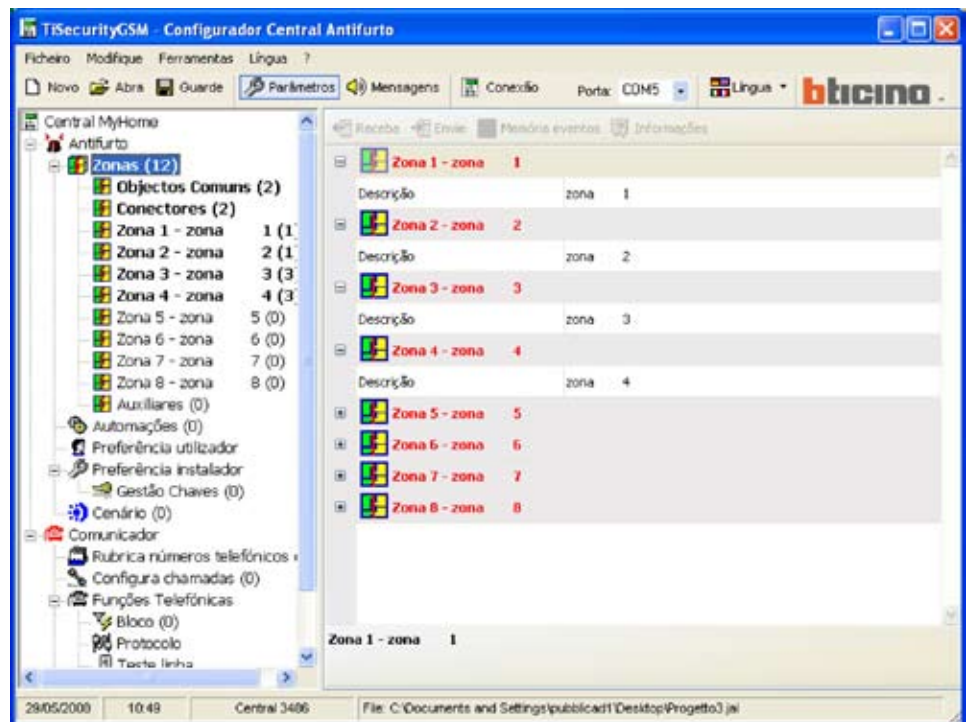 TiSecurityGSM - Configurador Central Antifurto
Ficheiro Modifique Ferramentas Língua ?
Novo Abra Guarde Parâmetros Mensagens Conexão Porta: COM5 Língua bticino
Central MyHome
Antifurto
Zonas (12)
Objectos Comuns (2)
Conectores (2)
Zona 1 - zona 1 (1
Zona 2 - zona 2 (1
Zona 3 - zona 3 (3
Zona 4 - zona 4 (3
Zona 5 - zona 5 (0)
Zona 6 - zona 6 (0)
Zona 7 - zona 7 (0)
Zona 8 - zona 8 (0)
Auxiliares (0)
Automações (0)
Preferência utilizador
Preferência instalador
Gestão Chaves (0)
Cenário (0)
Comunicador
Rubrica números telefónicos
Configura chamadas (0)
Funções Telefónicas
Bloco (0)
Protocolo
Teste linha
Receba Envie Memória eventos Informações
Zona 1 - zona 1
Descrição zona 1
Zona 2 - zona 2
Descrição zona 2
Zona 3 - zona 3
Descrição zona 3
Zona 4 - zona 4
Descrição zona 4
Zona 5 - zona 5
Zona 6 - zona 6
Zona 7 - zona 7
Zona 8 - zona 8
Zona 1 - zona 1
29/05/2008 10:49 Central 3486 File: C:\Documents and Settings\pubblicad1\Desktop\Progetto3.jai